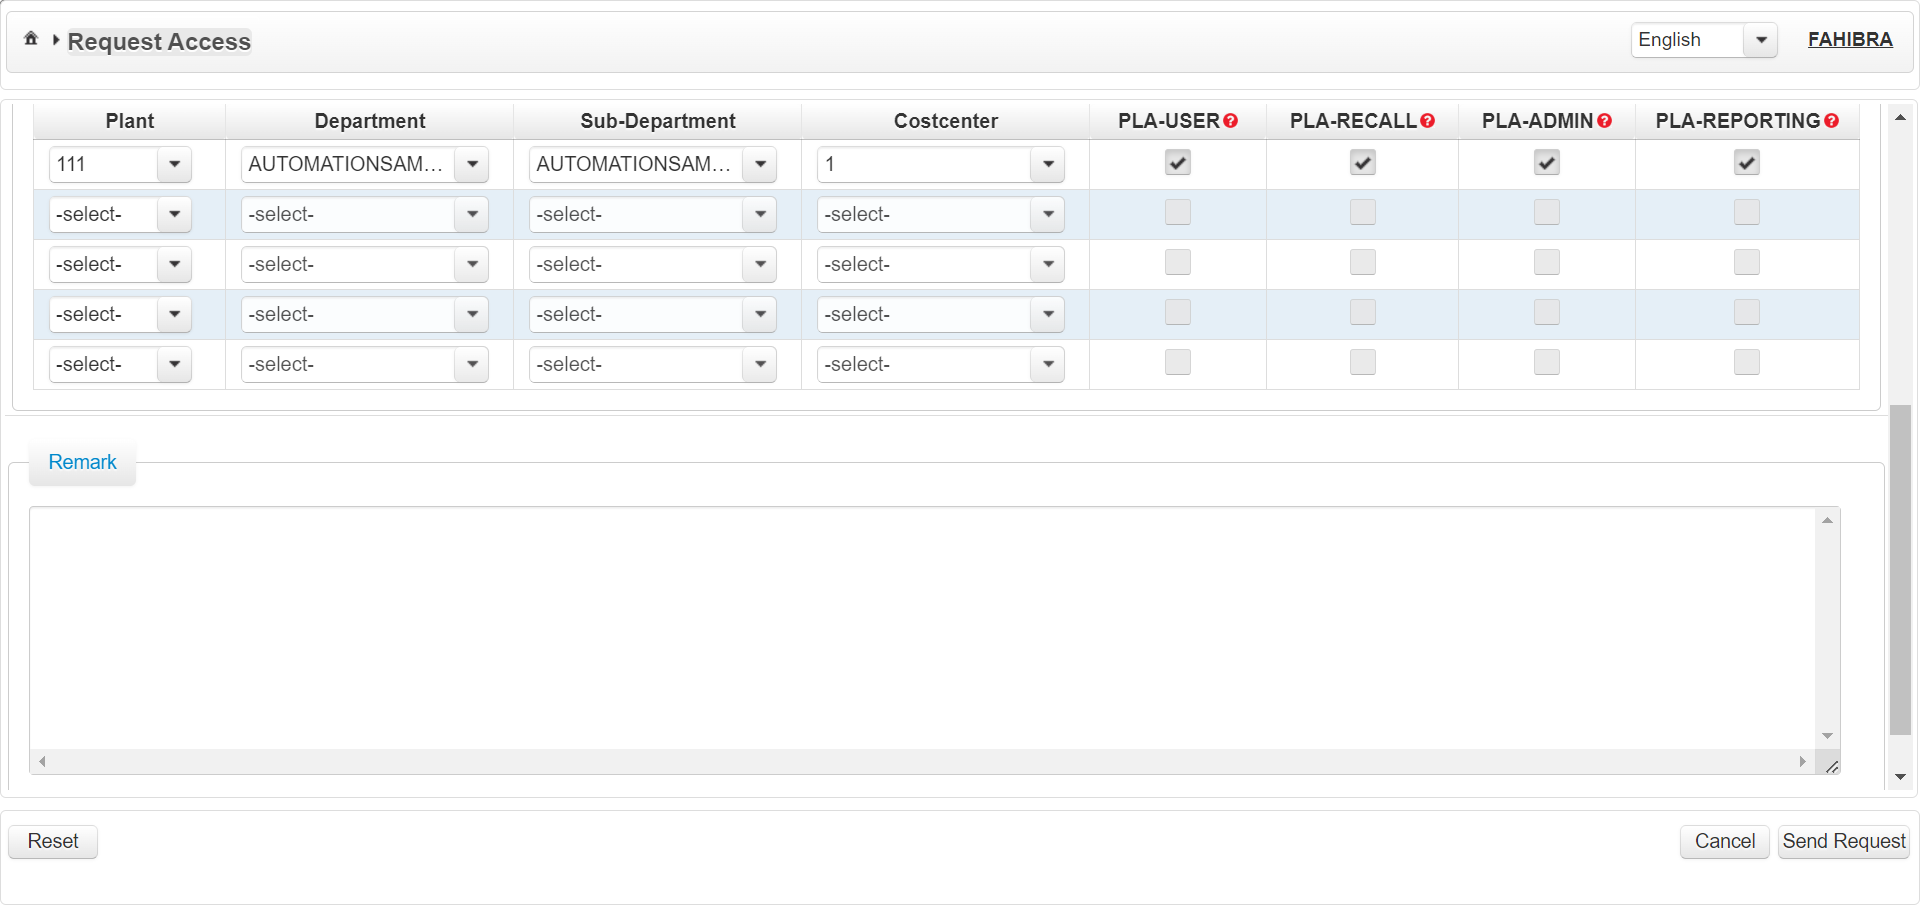 Request Access
English
FAHIBRA
Plant Department Sub-Department Costcenter PLA-USER PLA-RECALL PLA-ADMIN PLA-REPORTING
111 AUTOMATIONSAM... AUTOMATIONSAM... 1
-select- -select- -select- -select-
-select- -select- -select- -select-
-select- -select- -select- -select-
-select- -select- -select- -select-
Remark
Reset Cancel Send Request